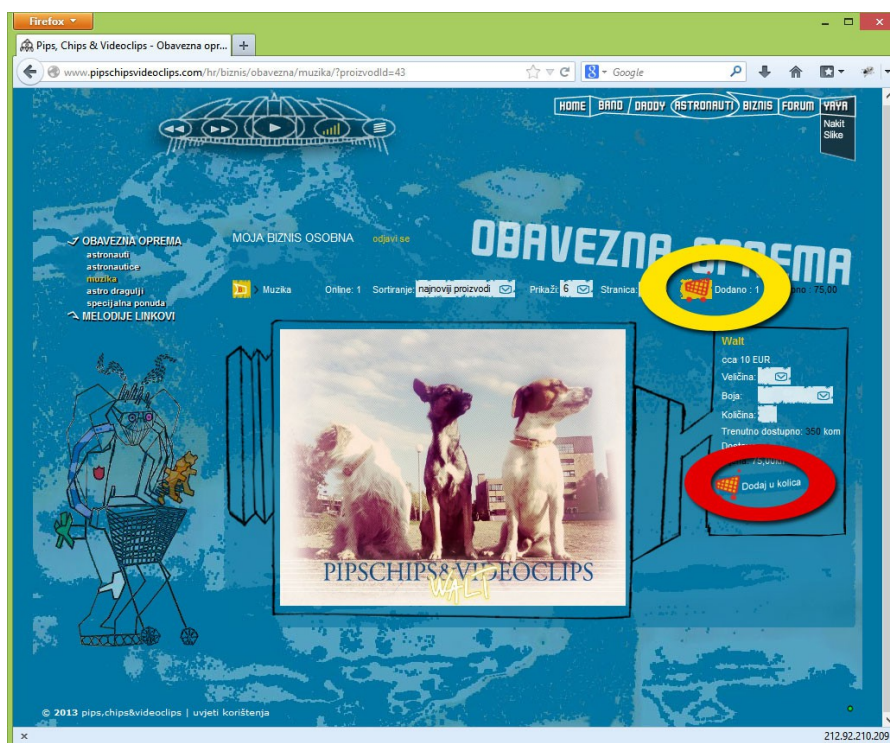 Firefox
Pips, Chips & Videoclips - Obavezna opr...
www.pipschipsvideoclips.com/hr/biznis/obavezna/muzika/?proizvodId=43
Google
HOME BAND / DADDY ASTRONAUTI BIZNIS FORUM YAYA
Nakit
Slike
OBAVEZNA OPREMA
MOJA BIZNIS OSOBNA odjavi se
OBAVEZNA OPREMA
astronauti
astronautice
muzika
astro dragulji
specijalna ponuda
MELODIJE LINKOVI
> Muzika Online: 1 Sortiranje: najnoviji proizvodi Prikaži: 6 Stranica: Dodano : 1 : 75,00
Walt
cca 10 EUR
Veličina:
Boja:
Količina:
Trenutno dostupno: 350 kom
75,00
Dodaj u kolica
PIPSCHIPS&VIDEOCLIPS
WALT
© 2013 pips,chips&videoclips | uvjeti korištenja
212.92.210.209